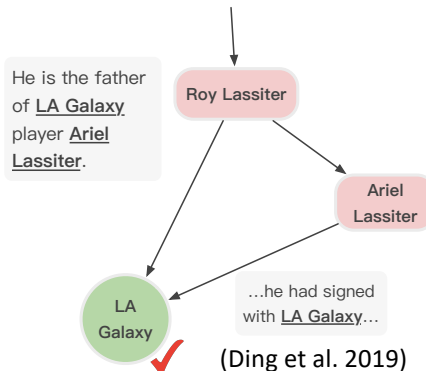 He is the father
of LA Galaxy
player Ariel
Lassiter.
Roy Lassiter
Ariel
Lassiter
LA
Galaxy
...he had signed
with LA Galaxy...
(Ding et al. 2019)